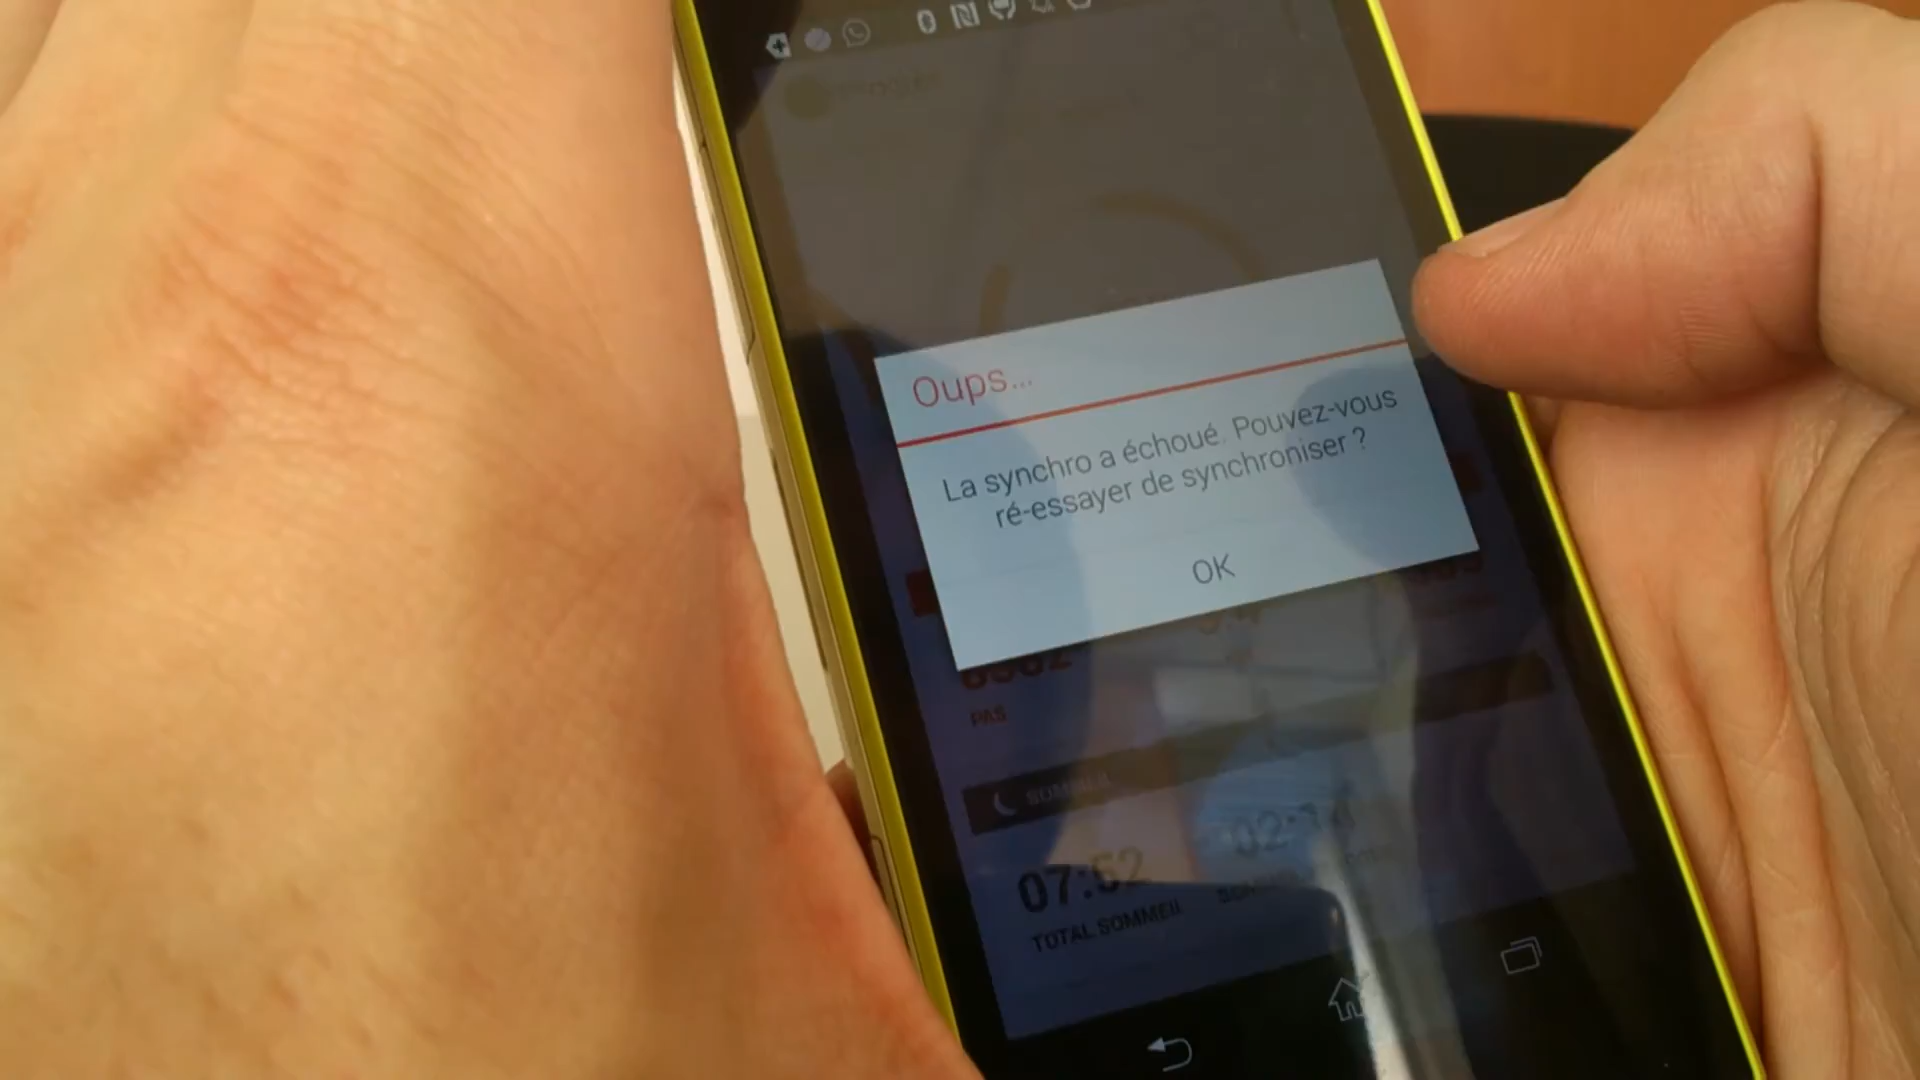 Oups...
La synchro a échoué. Pouvez-vous
ré-essayer de synchroniser ?
OK
PAS
SOMMEIL
07:52
TOTAL SOMMEIL